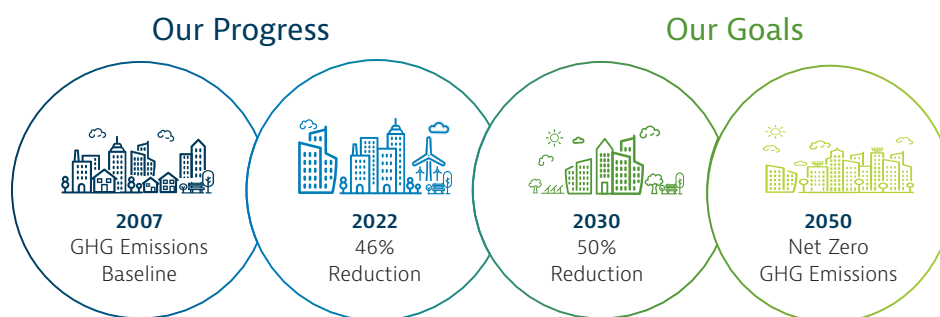 Our Progress
Our Goals
2007
GHG Emissions
Baseline
2022
46%
Reduction
2030
50%
Reduction
2050
Net Zero
GHG Emissions